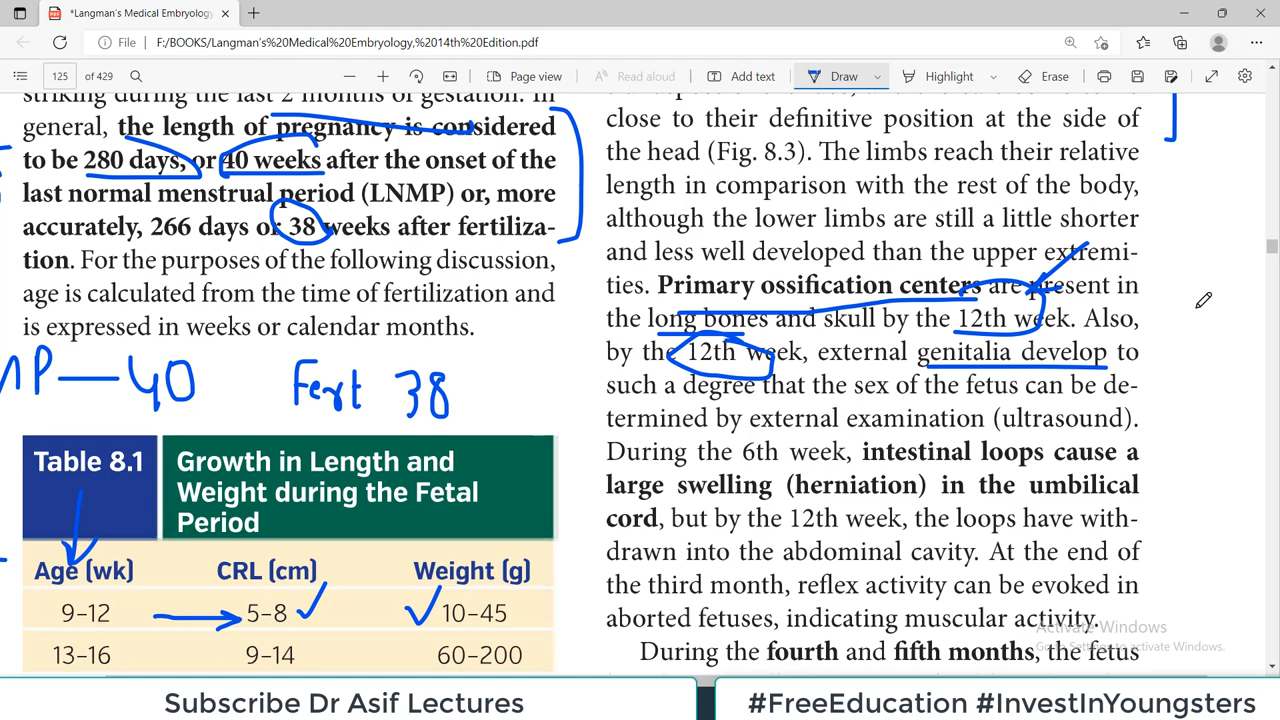 *Langman's Medical Embryology,
File
F:/BOOKS/Langman's%20Medical%20Embryology,%2014th%20Edition.pdf
125
of 429
Page view
Read aloud
Add text
Draw
Highlight
Erase
striking during the last 2 months of gestation. In
general, the length of pregnancy is considered
to be 280 days, or 40 weeks after the onset of the
last normal menstrual period (LNMP) or, more
accurately, 266 days or 38 weeks after fertiliza-
tion. For the purposes of the following discussion,
age is calculated from the time of fertilization and
is expressed in weeks or calendar months.
MP — 40 Fert 38
Table 8.1
Growth in Length and
Weight during the Fetal
Period
Age (wk) CRL (cm) Weight (g)
9–12 5–8 10–45
13–16 9–14 60–200
close to their definitive position at the side of
the head (Fig. 8.3). The limbs reach their relative
length in comparison with the rest of the body,
although the lower limbs are still a little shorter
and less well developed than the upper extremi-
ties. Primary ossification centers are present in
the long bones and skull by the 12th week. Also,
by the 12th week, external genitalia develop to
such a degree that the sex of the fetus can be de-
termined by external examination (ultrasound).
During the 6th week, intestinal loops cause a
large swelling (herniation) in the umbilical
cord, but by the 12th week, the loops have with-
drawn into the abdominal cavity. At the end of
the third month, reflex activity can be evoked in
aborted fetuses, indicating muscular activity.
During the fourth and fifth months, the fetus
Activate Windows
Go to Settings to activate Windows.
Subscribe Dr Asif Lectures
#FreeEducation #InvestInYoungsters